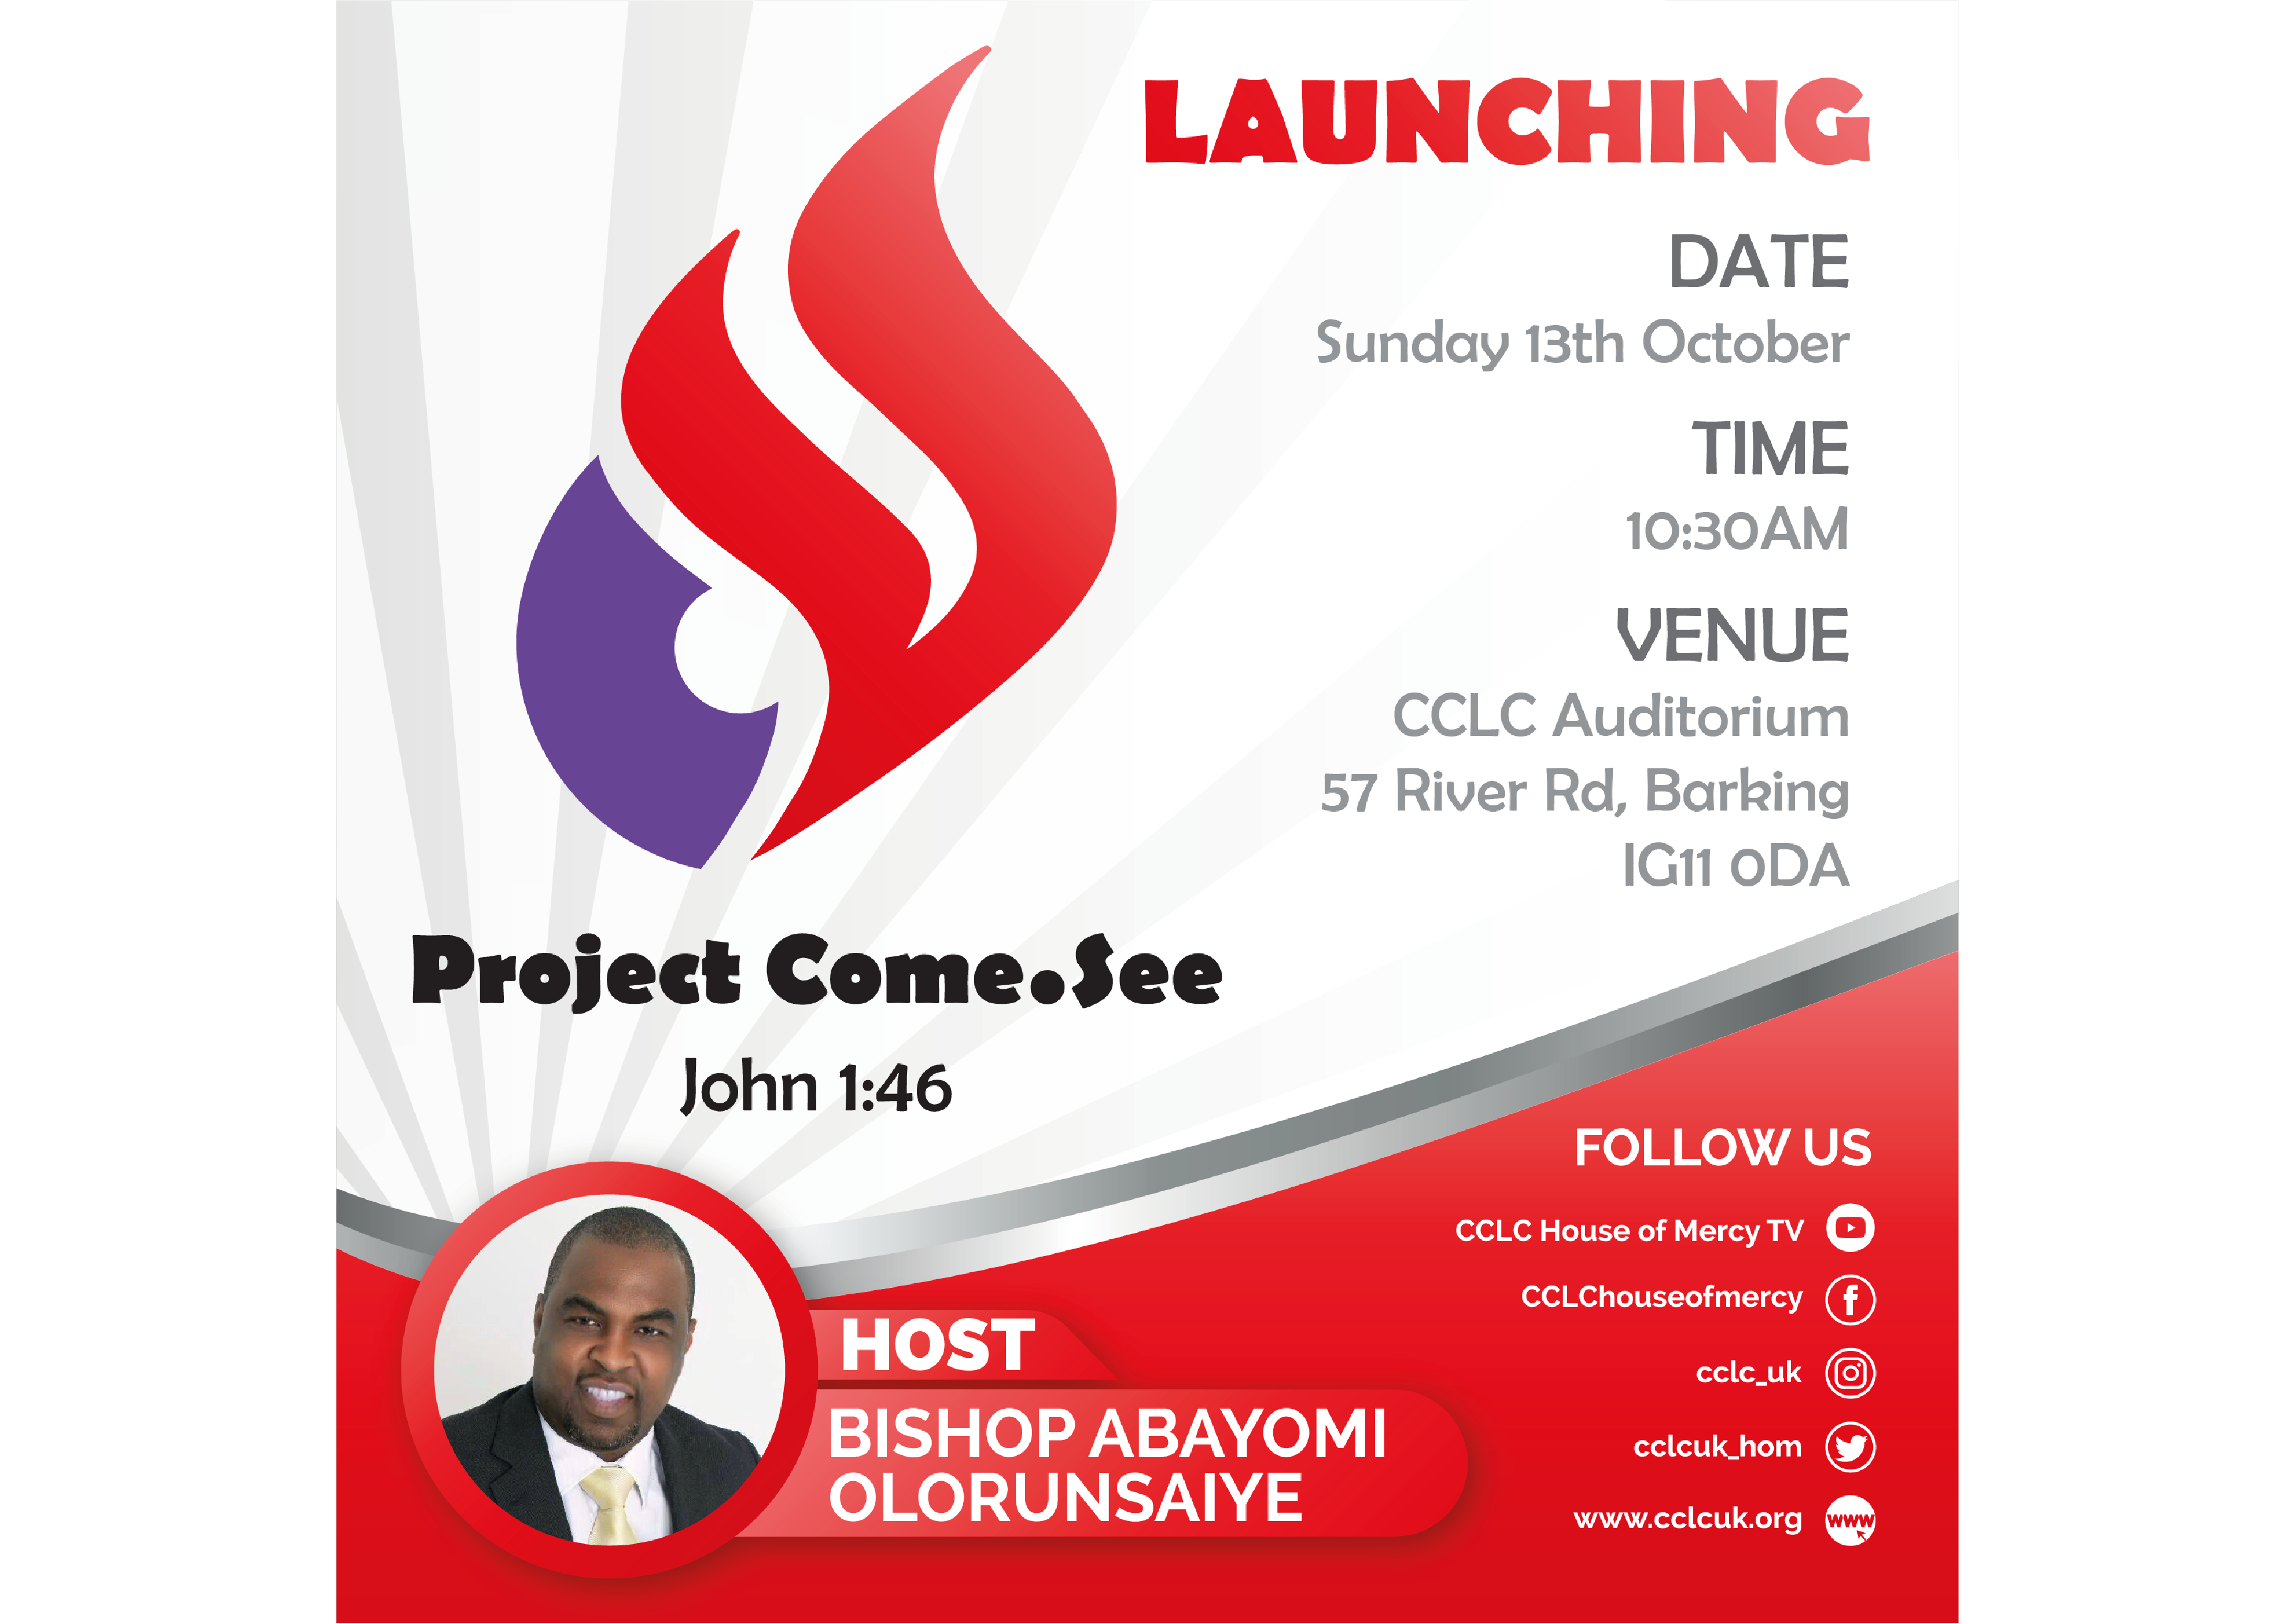 LAUNCHING
DATE
Sunday 13th October
TIME
10:30AM
VENUE
CCLC Auditorium
57 River Rd, Barking
IG11 0DA
Project Come.See
John 1:46
FOLLOW US
CCLC House of Mercy TV
CCLChouseofmercy
cclc_uk
cclcuk_hom
www.cclcuk.org
www
HOST
BISHOP ABAYOMI
OLORUNSAIYE